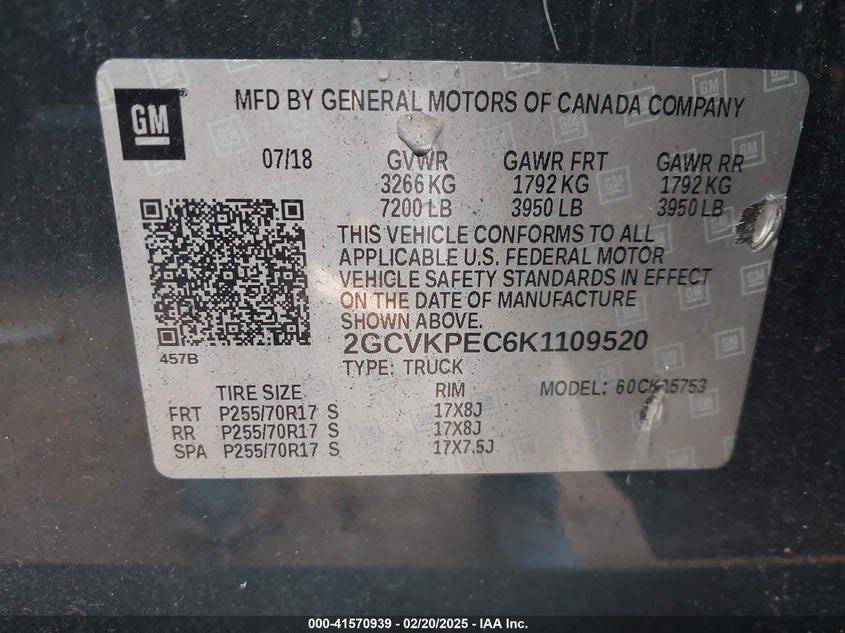 GM
MFD BY GENERAL MOTORS OF CANADA COMPANY
07/18 GVWR GAWR FRT GAWR RR
3266 KG 1792 KG 1792 KG
7200 LB 3950 LB 3950 LB
THIS VEHICLE CONFORMS TO ALL
APPLICABLE U.S. FEDERAL MOTOR
VEHICLE SAFETY STANDARDS IN EFFECT
ON THE DATE OF MANUFACTURE
SHOWN ABOVE.
457B
2GCVKPEC6K1109520
TYPE: TRUCK
TIRE SIZE RIM MODEL:
FRT P255/70R17 S 17X8J
RR P255/70R17 S 17X8J
SPA P255/70R17 S 17X7.5J
000-41570939 - 02/20/2025 - IAA Inc.